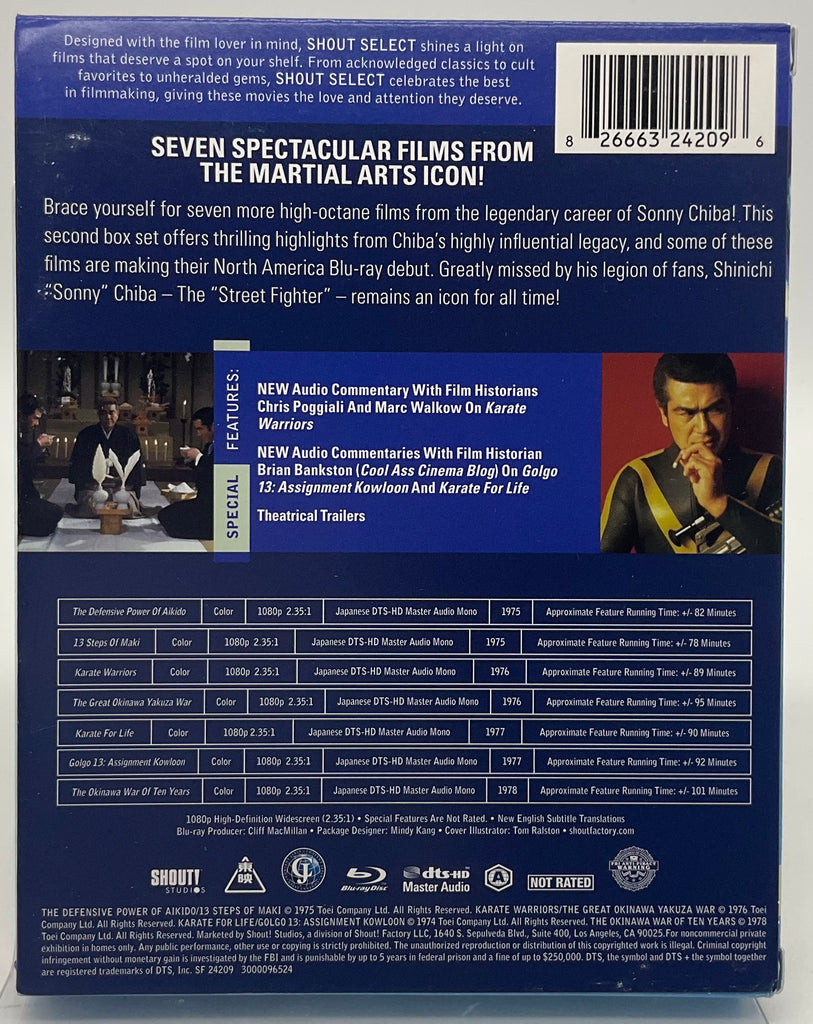 Designed with the film lover in mind, SHOUT SELECT shines a light on
films that deserve a spot on your shelf. From acknowledged classics to cult
favorites to unheralded gems, SHOUT SELECT celebrates the best
in filmmaking, giving these movies the love and attention they deserve.
8 26663 24209 6
SEVEN SPECTACULAR FILMS FROM
THE MARTIAL ARTS ICON!
Brace yourself for seven more high-octane films from the legendary career of Sonny Chiba! This
second box set offers thrilling highlights from Chiba's highly influential legacy, and some of these
films are making their North America Blu-ray debut. Greatly missed by his legion of fans, Shinichi
"Sonny" Chiba – The "Street Fighter" – remains an icon for all time!
SPECIAL FEATURES:
NEW Audio Commentary With Film Historians
Chris Poggiali And Marc Walkow On Karate
Warriors
NEW Audio Commentaries With Film Historian
Brian Bankston (Cool Ass Cinema Blog) On Golgo
13: Assignment Kowloon And Karate For Life
Theatrical Trailers
The Defensive Power Of Aikido Color 1080p 2.35:1 Japanese DTS-HD Master Audio Mono 1975 Approximate Feature Running Time: +/- 82 Minutes
13 Steps Of Maki Color 1080p 2.35:1 Japanese DTS-HD Master Audio Mono 1975 Approximate Feature Running Time: +/- 78 Minutes
Karate Warriors Color 1080p 2.35:1 Japanese DTS-HD Master Audio Mono 1976 Approximate Feature Running Time: +/- 89 Minutes
The Great Okinawa Yakuza War Color 1080p 2.35:1 Japanese DTS-HD Master Audio Mono 1976 Approximate Feature Running Time: +/- 95 Minutes
Karate For Life Color 1080p 2.35:1 Japanese DTS-HD Master Audio Mono 1977 Approximate Feature Running Time: +/- 90 Minutes
Golgo 13: Assignment Kowloon Color 1080p 2.35:1 Japanese DTS-HD Master Audio Mono 1977 Approximate Feature Running Time: +/- 92 Minutes
The Okinawa War Of Ten Years Color 1080p 2.35:1 Japanese DTS-HD Master Audio Mono 1978 Approximate Feature Running Time: +/- 101 Minutes
1080p High-Definition Widescreen (2.35:1) • Special Features Are Not Rated. • New English Subtitle Translations
Blu-ray Producer: Cliff MacMillan • Package Designer: Mindy Kang • Cover Illustrator: Tom Ralston • shoutfactory.com
SHOUT! STUDIOS 東映 Blu-ray Disc dts-HD Master Audio A NOT RATED FBI ANTI-PIRACY WARNING
THE DEFENSIVE POWER OF AIKIDO/13 STEPS OF MAKI © 1975 Toei Company Ltd. All Rights Reserved. KARATE WARRIORS/THE GREAT OKINAWA YAKUZA WAR © 1976 Toei
Company Ltd. All Rights Reserved. KARATE FOR LIFE/GOLGO 13: ASSIGNMENT KOWLOON © 1974 Toei Company Ltd. All Rights Reserved. THE OKINAWA WAR OF TEN YEARS © 1978
Toei Company Ltd. All Rights Reserved. Marketed by Shout! Studios, a division of Shout! Factory LLC, 1640 S. Sepulveda Blvd., Suite 400, Los Angeles, CA 90025.For noncommercial private
exhibition in homes only. Any public performance, other use or copying is strictly prohibited. The unauthorized reproduction or distribution of this copyrighted work is illegal. Criminal copyright
infringement without monetary gain is investigated by the FBI and is punishable by up to 5 years in federal prison and a fine of up to $250,000. DTS, the symbol and DTS + the symbol together
are registered trademarks of DTS, Inc. SF 24209 3000096524